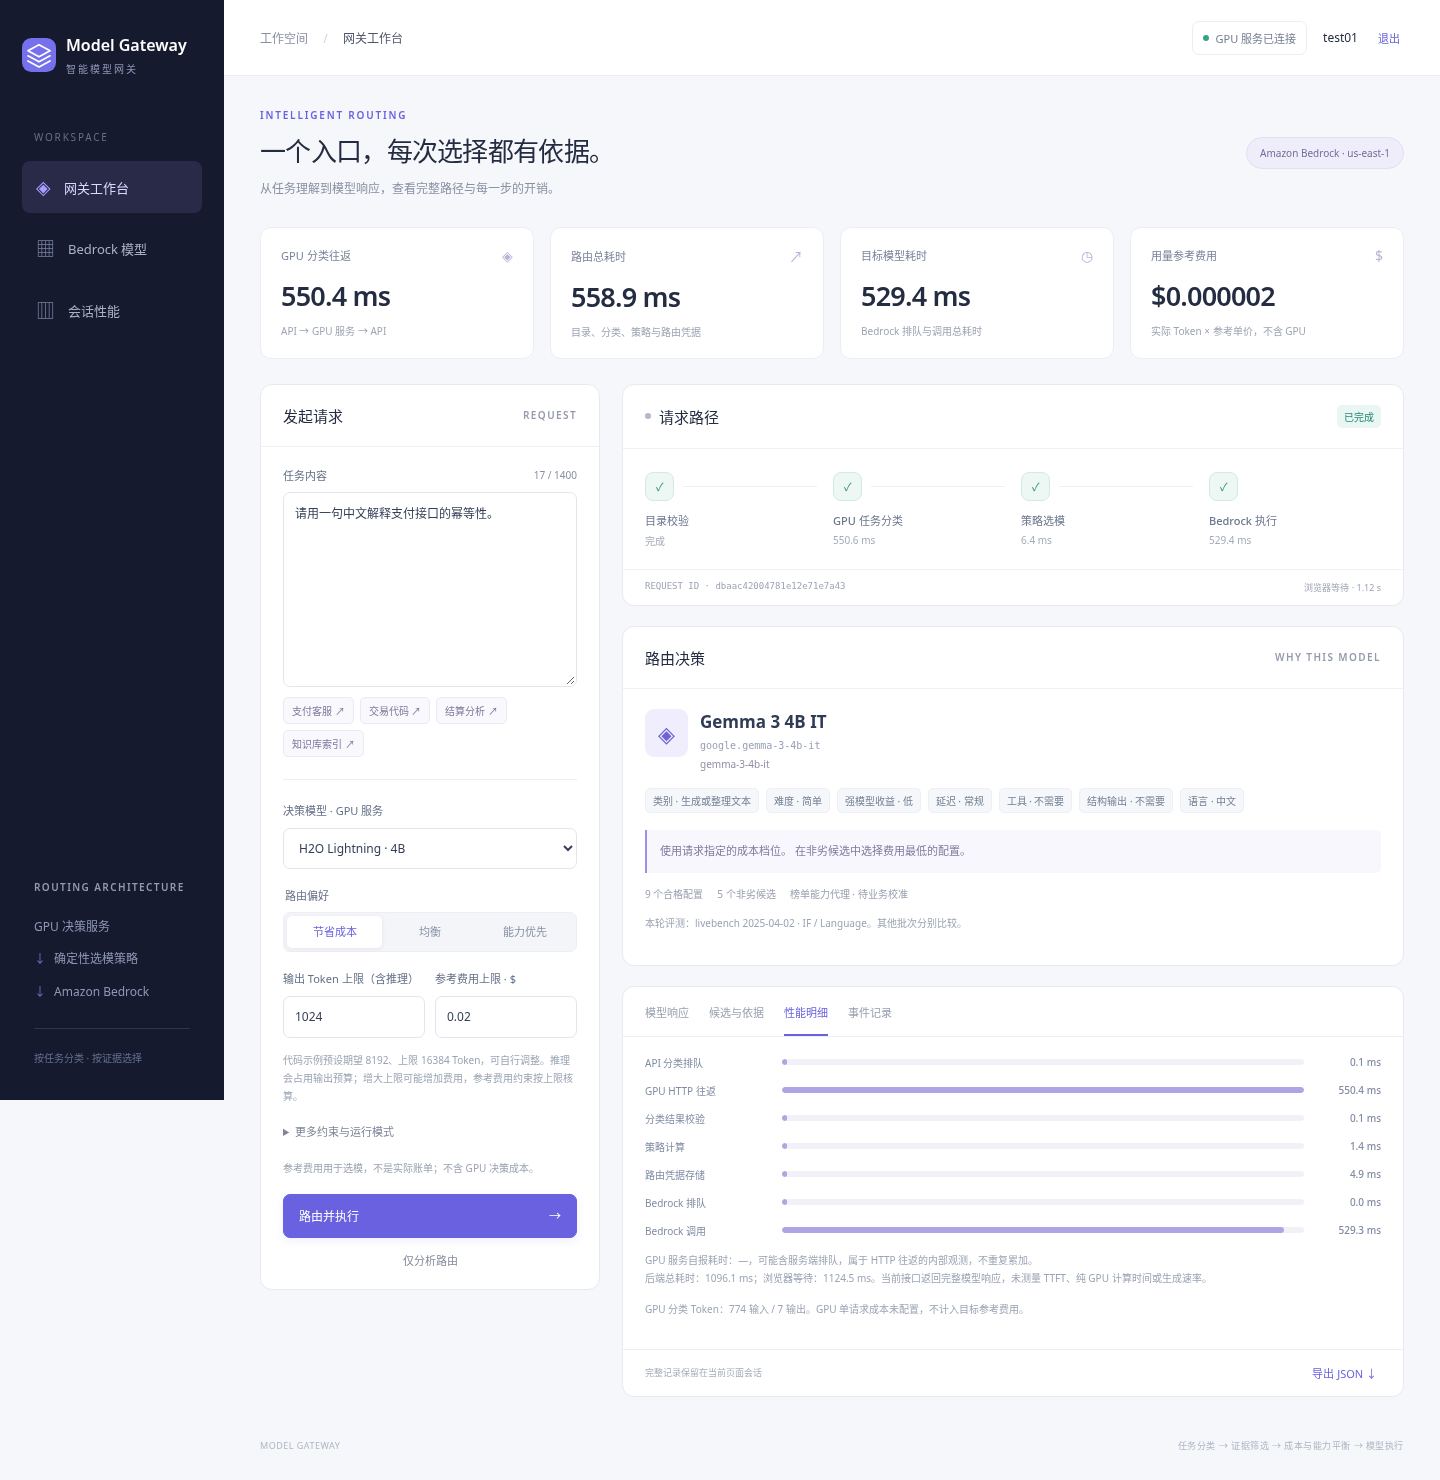 Model Gateway
智能模型网关
WORKSPACE
网关工作台
Bedrock 模型
会话性能
ROUTING ARCHITECTURE
GPU 决策服务
↓ 确定性选模策略
↓ Amazon Bedrock
按任务分类 · 按证据选择
工作空间 / 网关工作台
GPU 服务已连接
test01
退出
INTELLIGENT ROUTING
一个入口，每次选择都有依据。
从任务理解到模型响应，查看完整路径与每一步的开销。
Amazon Bedrock · us-east-1
GPU 分类往返
550.4 ms
API → GPU 服务 → API
路由总耗时
558.9 ms
目录、分类、策略与路由凭据
目标模型耗时
529.4 ms
Bedrock 排队与调用总耗时
用量参考费用 $
$0.000002
实际 Token × 参考单价，不含 GPU
发起请求 REQUEST
任务内容 17 / 1400
请用一句中文解释支付接口的幂等性。
支付客服 ↗ 交易代码 ↗ 结算分析 ↗
知识库索引 ↗
决策模型 · GPU 服务
H2O Lightning · 4B
路由偏好
节省成本 均衡 能力优先
输出 Token 上限（含推理） 参考费用上限 · $
1024 0.02
代码示例预设期望 8192、上限 16384 Token，可自行调整。推理
会占用输出预算；增大上限可能增加费用，参考费用约束按上限核
算。
更多约束与运行模式
参考费用用于选模，不是实际账单；不含 GPU 决策成本。
路由并执行 →
仅分析路由
请求路径 已完成
✓ ✓ ✓ ✓
目录校验 GPU 任务分类 策略选模 Bedrock 执行
完成 550.6 ms 6.4 ms 529.4 ms
REQUEST ID · dbaac42004781e12e71e7a43 浏览器等待 · 1.12 s
路由决策 WHY THIS MODEL
Gemma 3 4B IT
google.gemma-3-4b-it
gemma-3-4b-it
类别 · 生成或整理文本 难度 · 简单 强模型收益 · 低 延迟 · 常规 工具 · 不需要 结构输出 · 不需要 语言 · 中文
使用请求指定的成本档位。 在非劣候选中选择费用最低的配置。
9 个合格配置 5 个非劣候选 榜单能力代理 · 待业务校准
本轮评测：livebench 2025-04-02 · IF / Language。其他批次分别比较。
模型响应 候选与依据 性能明细 事件记录
API 分类排队 0.1 ms
GPU HTTP 往返 550.4 ms
分类结果校验 0.1 ms
策略计算 1.4 ms
路由凭据存储 4.9 ms
Bedrock 排队 0.0 ms
Bedrock 调用 529.3 ms
GPU 服务自报耗时：—，可能含服务端排队，属于 HTTP 往返的内部观测，不重复累加。
后端总耗时：1096.1 ms；浏览器等待：1124.5 ms。当前接口返回完整模型响应，未测量 TTFT、纯 GPU 计算时间或生成速率。
GPU 分类 Token：774 输入 / 7 输出。GPU 单请求成本未配置，不计入目标参考费用。
完整记录保留在当前页面会话 导出 JSON ↓
MODEL GATEWAY 任务分类 → 证据筛选 → 成本与能力平衡 → 模型执行